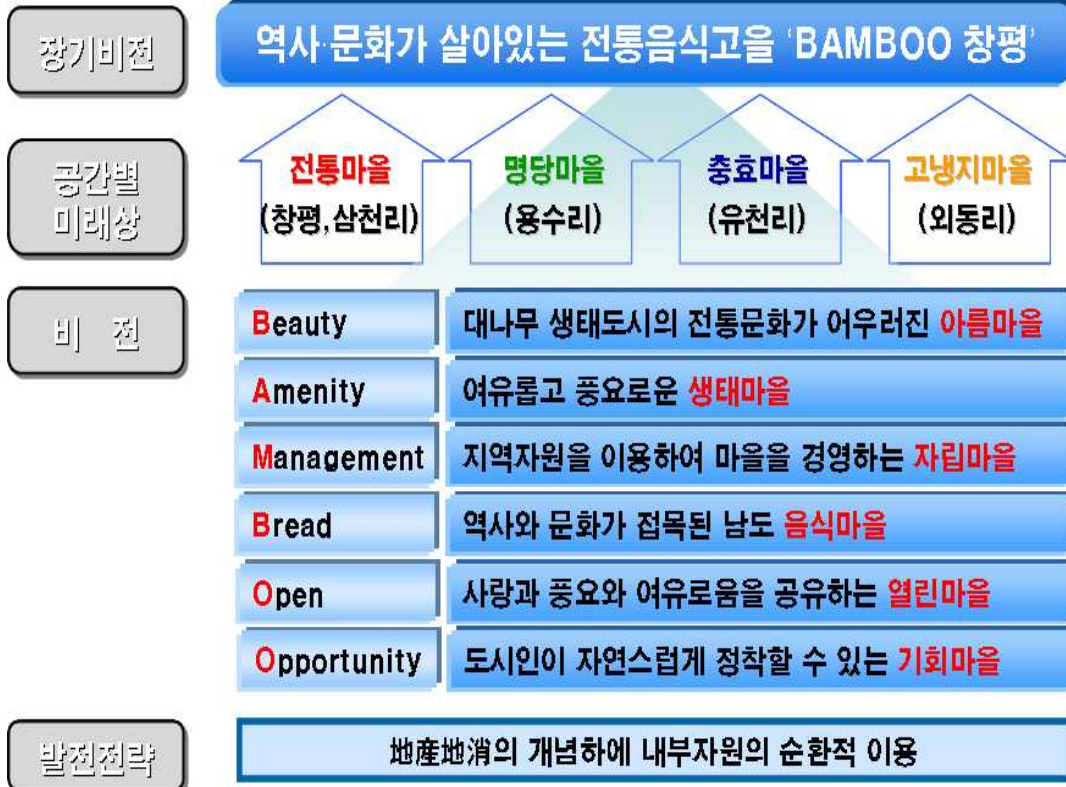 장기비전
역사·문화가 살아있는 전통음식고을 'BAMBOO 창평'
공간별
미래상
전통마을
(창평,삼천리)
명당마을
(용수리)
충효마을
(유천리)
고냉지마을
(외동리)
비 전
Beauty 대나무 생태도시의 전통문화가 어우러진 아름마을
Amenity 여유롭고 풍요로운 생태마을
Management 지역자원을 이용하여 마을을 경영하는 자립마을
Bread 역사와 문화가 접목된 남도 음식마을
Open 사랑과 풍요와 여유로움을 공유하는 열린마을
Opportunity 도시인이 자연스럽게 정착할 수 있는 기회마을
발전전략
地産地消의 개념하에 내부자원의 순환적 이용